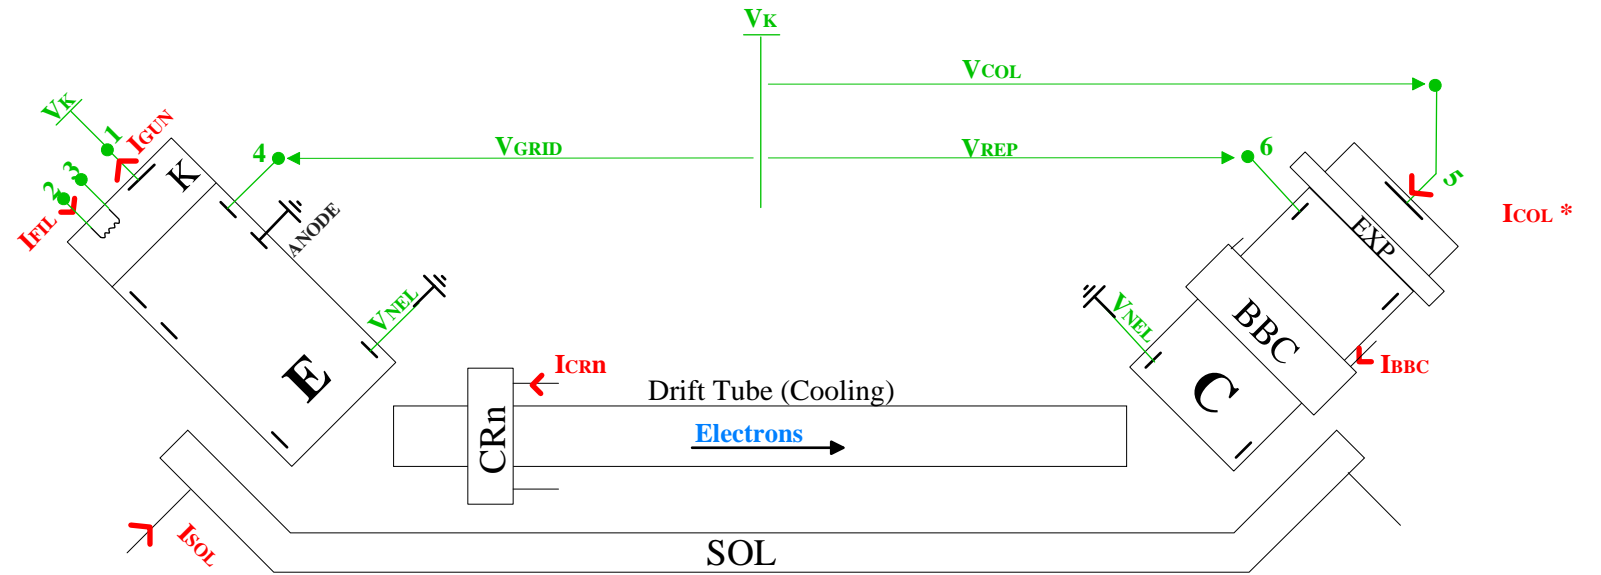 VK
VCOL
VK
1
IGUN
VGRID
VREP
4
6
3
2
K
5
IFIL
ICOL *
ANODE
EXP
VNEL
VNEL
BBC
E
ICRn
IBBC
C
Drift Tube (Cooling)
CRn
Electrons
ISOL
SOL